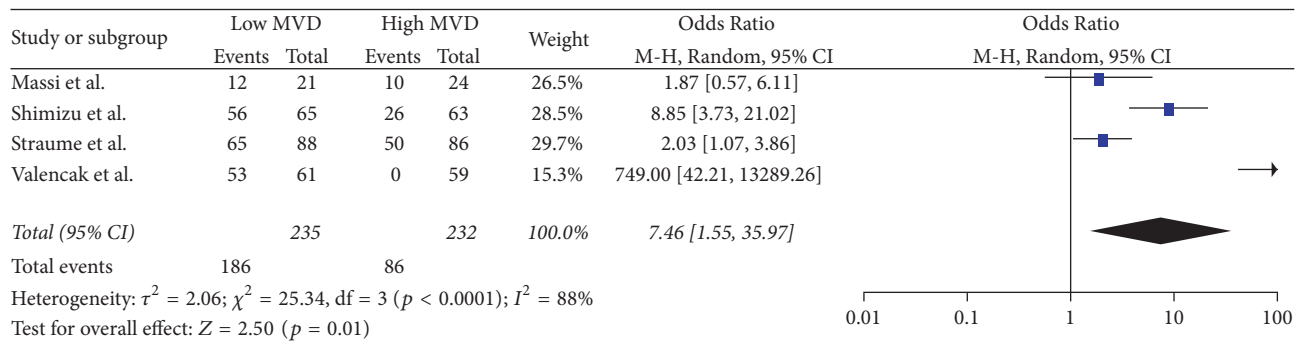 Study or subgroup Low MVD High MVD Weight Odds Ratio Odds Ratio
Events Total Events Total M-H, Random, 95% CI M-H, Random, 95% CI
Massi et al. 12 21 10 24 26.5% 1.87 [0.57, 6.11]
Shimizu et al. 56 65 26 63 28.5% 8.85 [3.73, 21.02]
Straume et al. 65 88 50 86 29.7% 2.03 [1.07, 3.86]
Valencak et al. 53 61 0 59 15.3% 749.00 [42.21, 13289.26]
Total (95% CI) 235 232 100.0% 7.46 [1.55, 35.97]
Total events 186 86
Heterogeneity: τ² = 2.06; χ² = 25.34, df = 3 (p < 0.0001); I² = 88%
Test for overall effect: Z = 2.50 (p = 0.01)
0.01 0.1 1 10 100